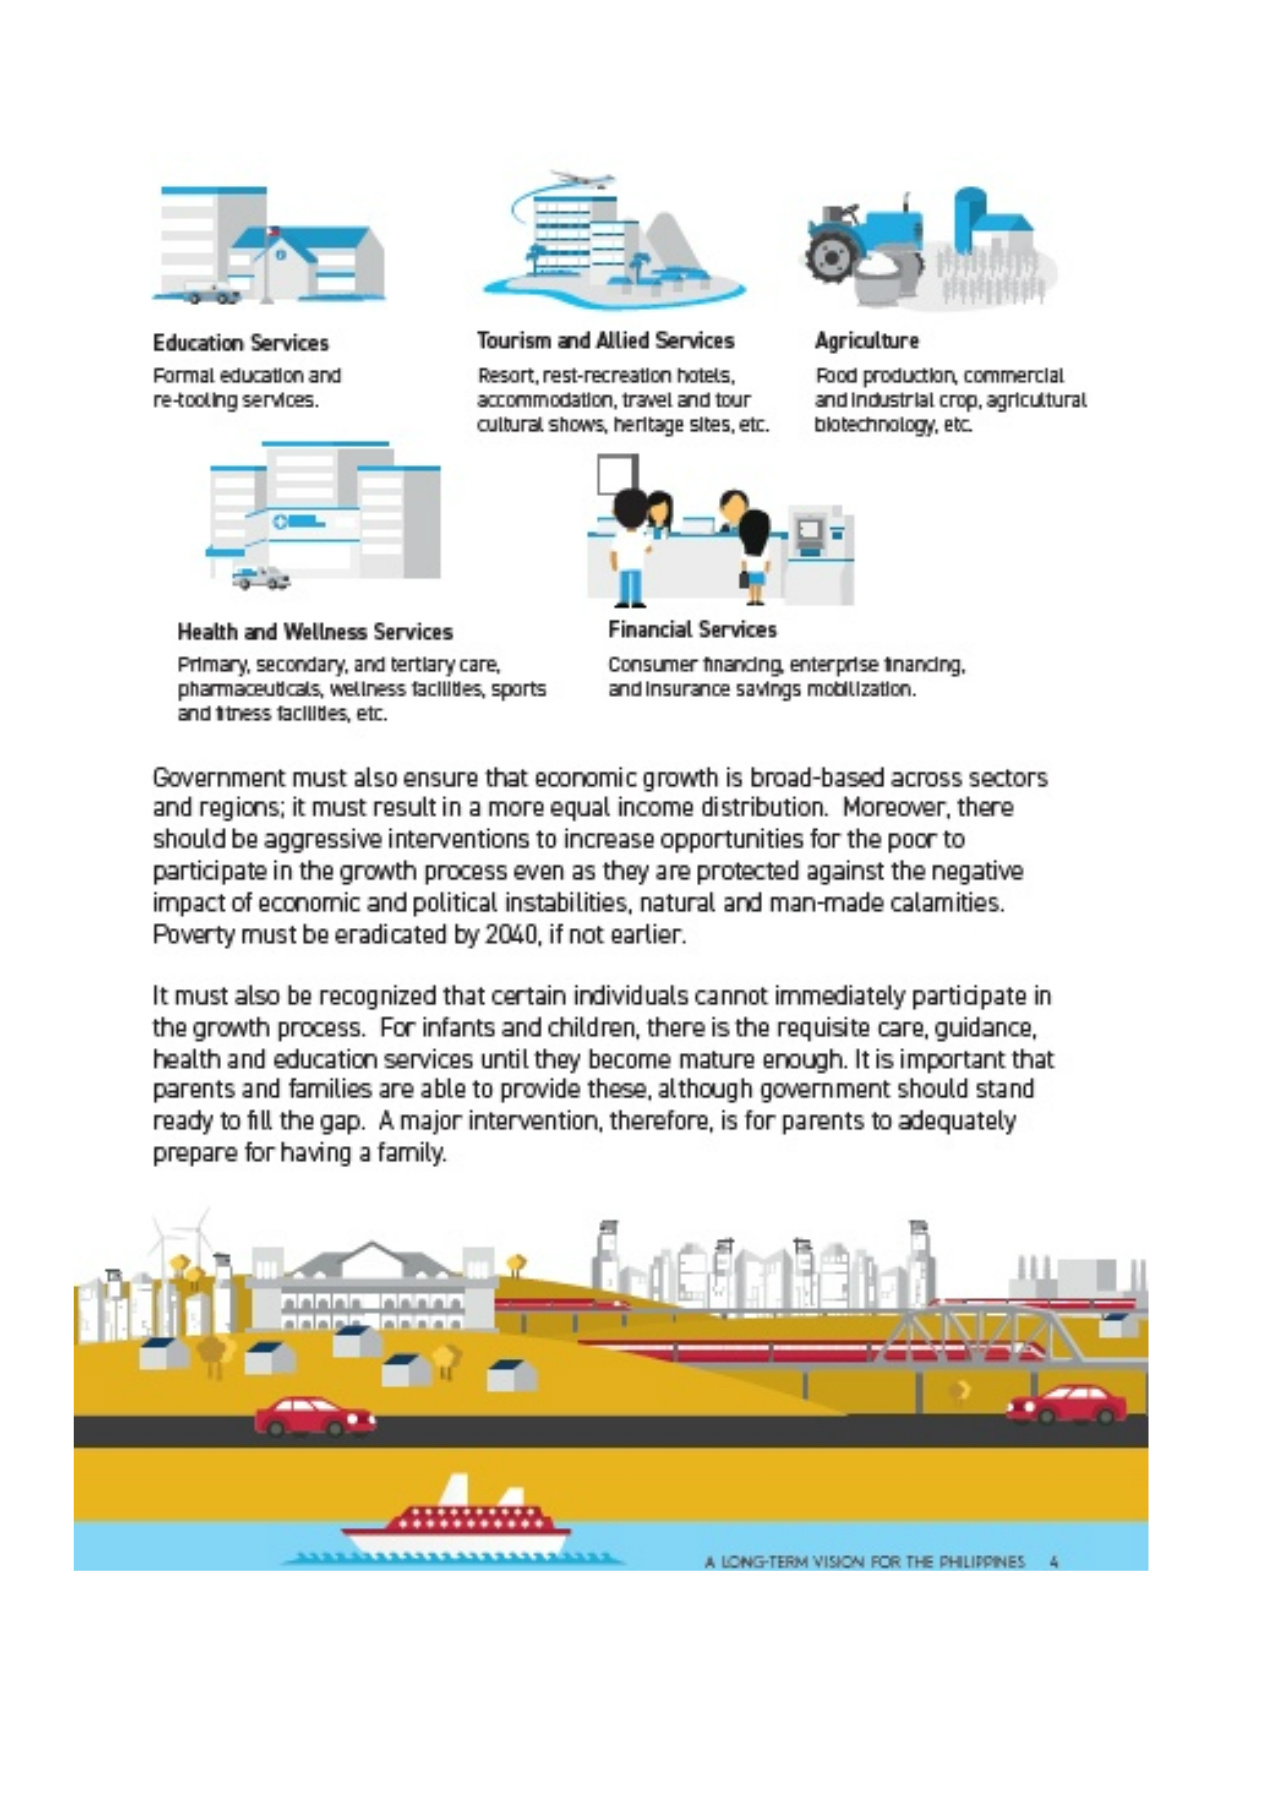 Education Services
Formal education and
re-tooling services.
Tourism and Allied Services
Resort, rest-recreation hotels,
accommodation, travel and tour
cultural shows, heritage sites, etc.
Agriculture
Food production, commercial
and industrial crop, agricultural
biotechnology, etc.
Health and Wellness Services
Primary, secondary, and tertiary care,
pharmaceuticals, wellness facilities, sports
and fitness facilities, etc.
Financial Services
Consumer financing, enterprise financing,
and insurance savings mobilization.
Government must also ensure that economic growth is broad-based across sectors
and regions; it must result in a more equal income distribution. Moreover, there
should be aggressive interventions to increase opportunities for the poor to
participate in the growth process even as they are protected against the negative
impact of economic and political instabilities, natural and man-made calamities.
Poverty must be eradicated by 2040, if not earlier.
It must also be recognized that certain individuals cannot immediately participate in
the growth process. For infants and children, there is the requisite care, guidance,
health and education services until they become mature enough. It is important that
parents and families are able to provide these, although government should stand
ready to fill the gap. A major intervention, therefore, is for parents to adequately
prepare for having a family.
A LONG-TERM VISION FOR THE PHILIPPINES 4